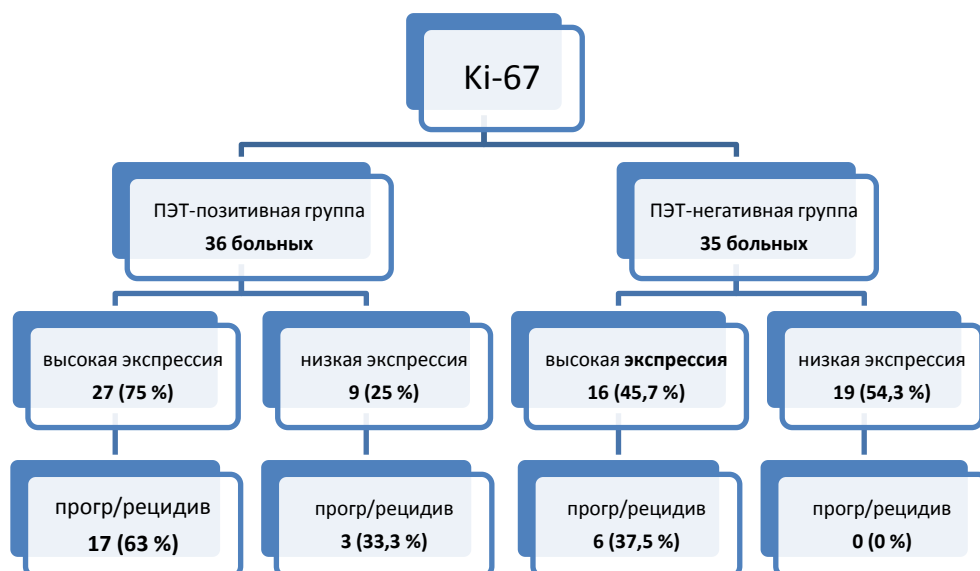 Ki-67
ПЭТ-позитивная группа
36 больных
ПЭТ-негативная группа
35 больных
высокая экспрессия
27 (75 %)
низкая экспрессия
9 (25 %)
высокая экспрессия
16 (45,7 %)
низкая экспрессия
19 (54,3 %)
прогр/рецидив
17 (63 %)
прогр/рецидив
3 (33,3 %)
прогр/рецидив
6 (37,5 %)
прогр/рецидив
0 (0 %)